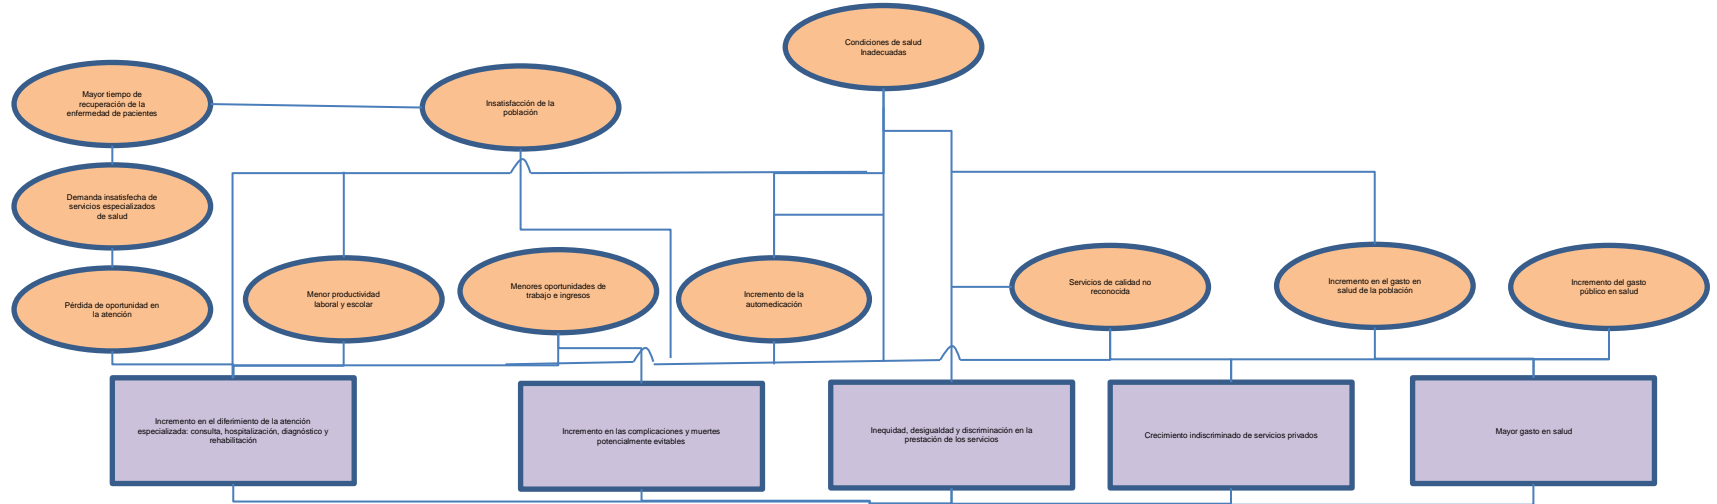 Condiciones de salud
Inadecuadas
Mayor tiempo de
recuperación de la
enfermedad de pacientes
Insatisfacción de la
población
Demanda insatisfecha de
servicios especializados
de salud
Pérdida de oportunidad en
la atención
Menor productividad
laboral y escolar
Menores oportunidades de
trabajo e ingresos
Incremento de la
automedicación
Servicios de calidad no
reconocida
Incremento en el gasto en
salud de la población
Incremento del gasto
público en salud
Incremento en el diferimiento de la atención
especializada: consulta, hospitalización, diagnóstico y
rehabilitación
Incremento en las complicaciones y muertes
potencialmente evitables
Inequidad, desigualdad y discriminación en la
prestación de los servicios
Crecimiento indiscriminado de servicios privados
Mayor gasto en salud